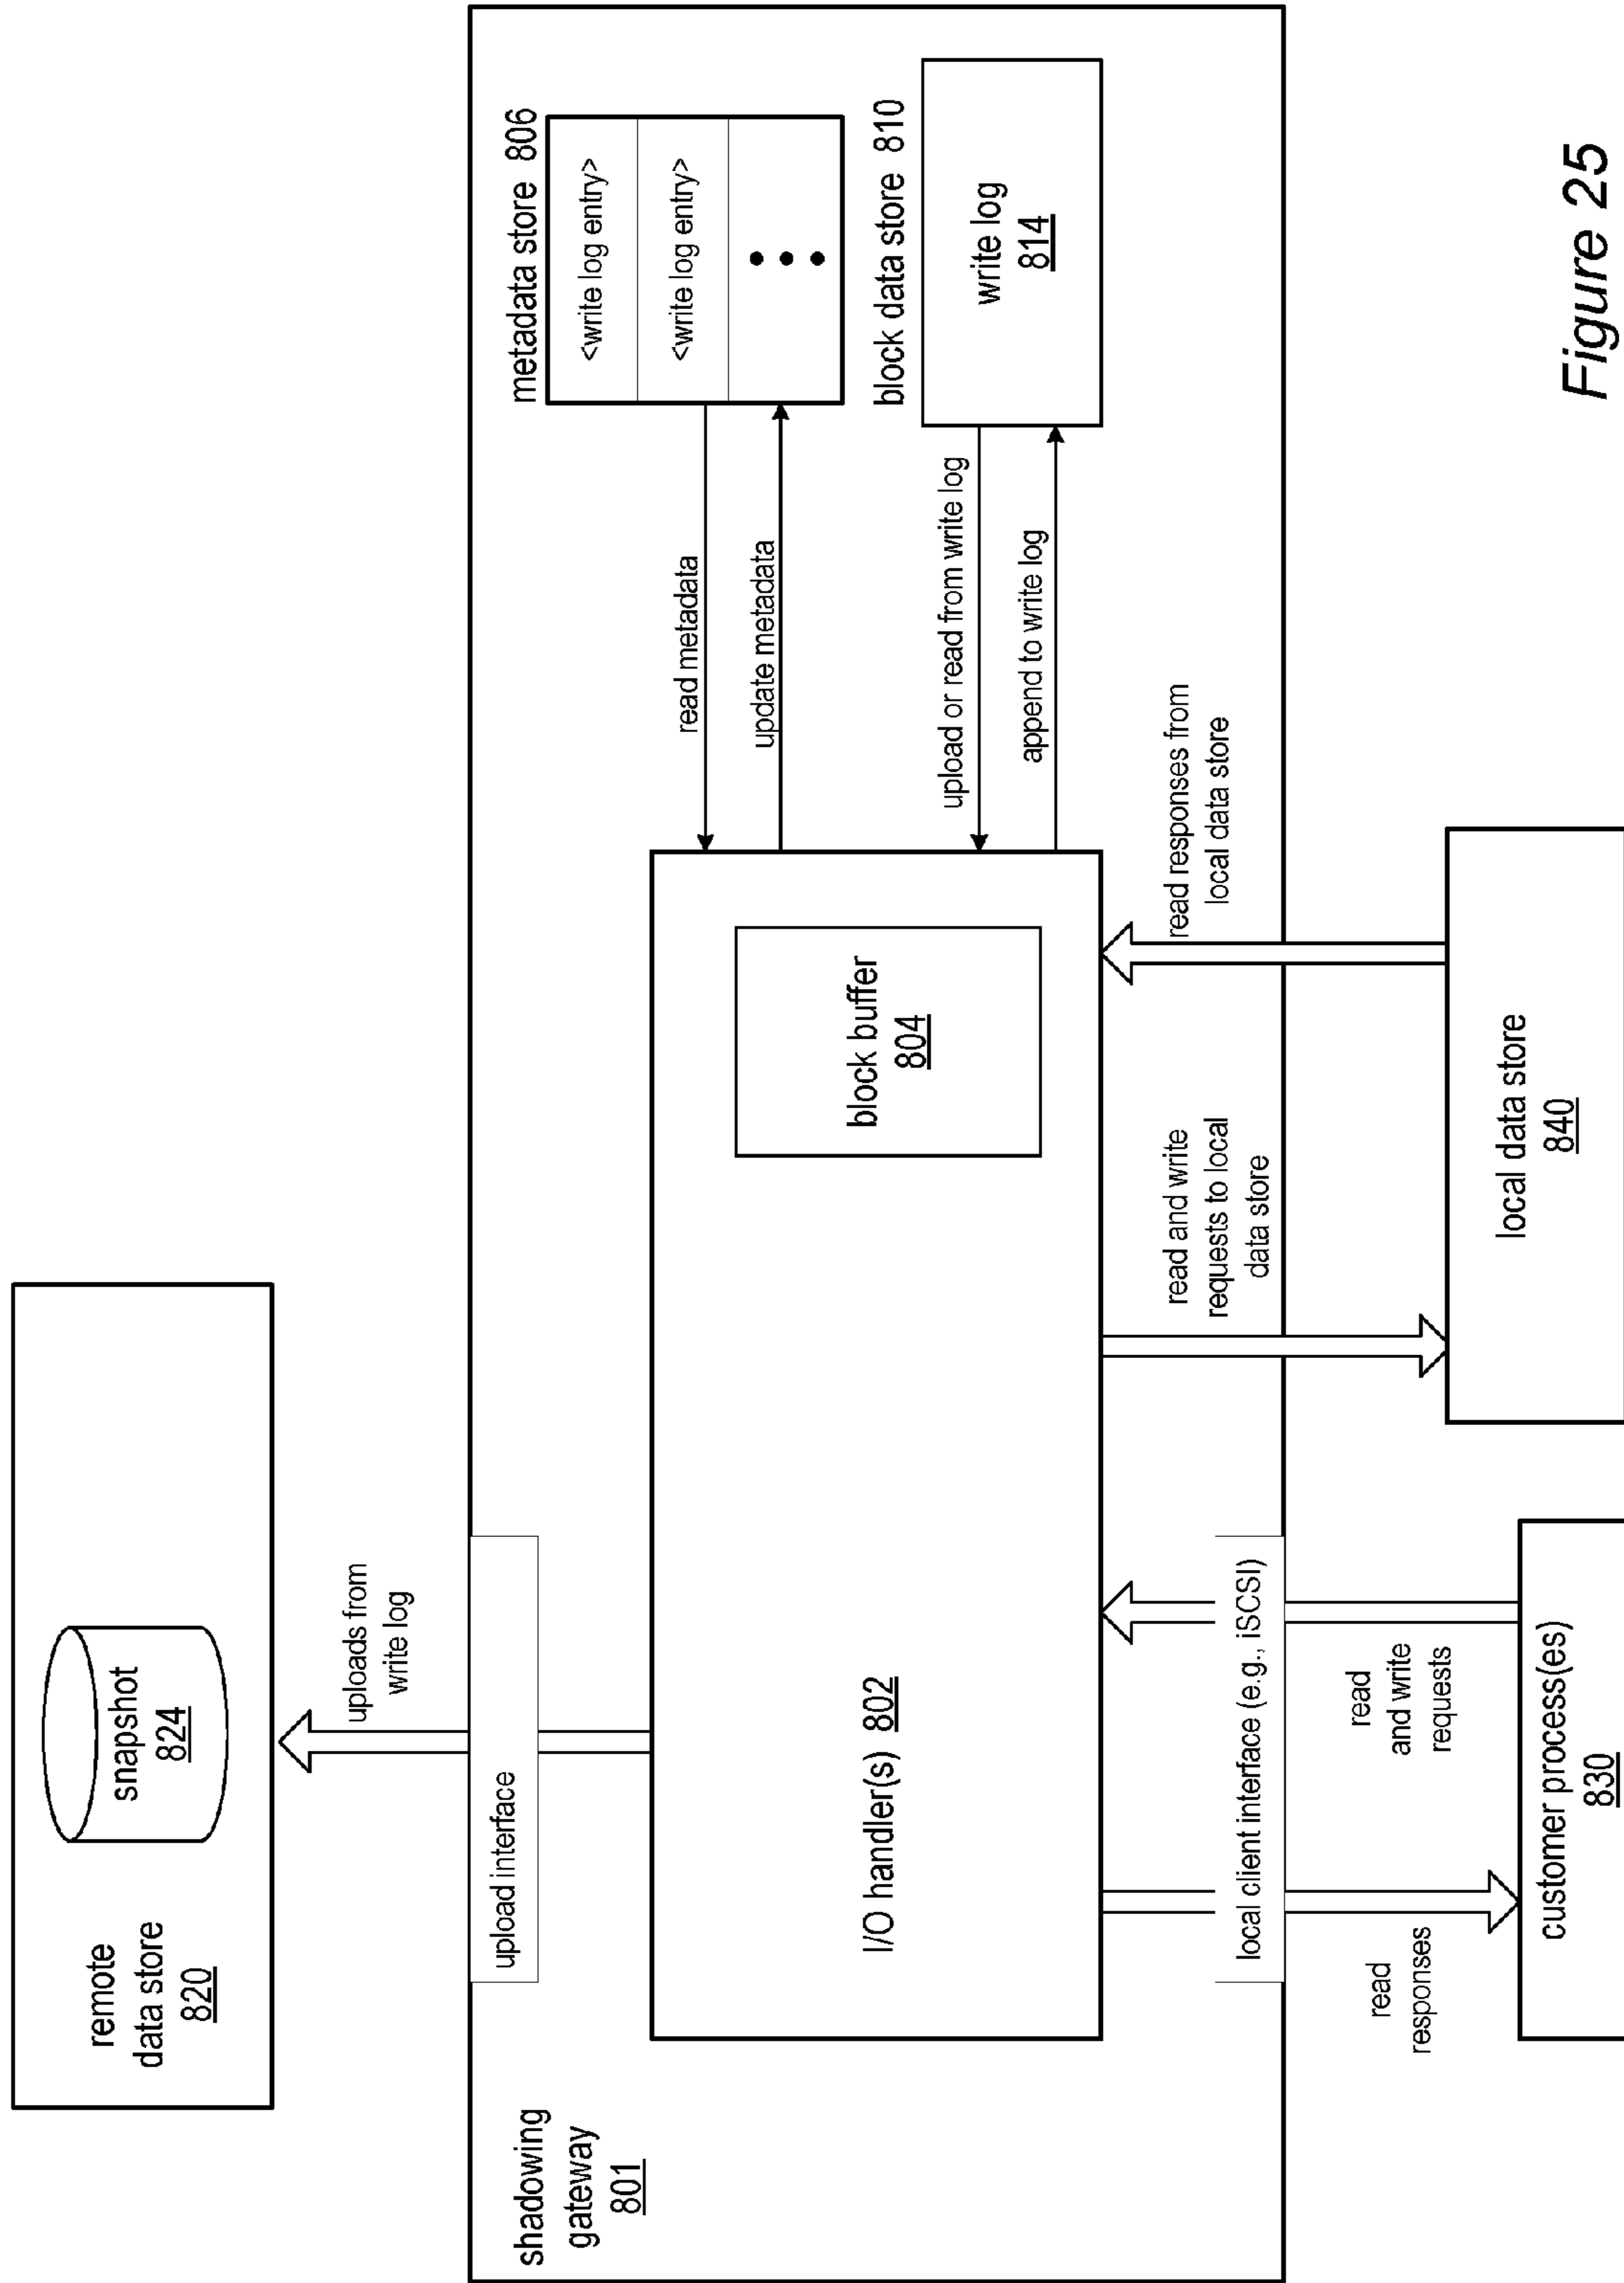 remote
data store
820
snapshot
824
uploads from
write log
shadowing
gateway
801
upload interface
I/O handler(s) 802
block buffer
804
read metadata
update metadata
metadata store 806
<write log entry>
<write log entry>
upload or read from write log
append to write log
block data store 810
write log
814
local client interface (e.g., iSCSI)
read
responses
read
and write
requests
read and write
requests to local
data store
read responses from
local data store
customer process(es)
830
local data store
840
Figure 25